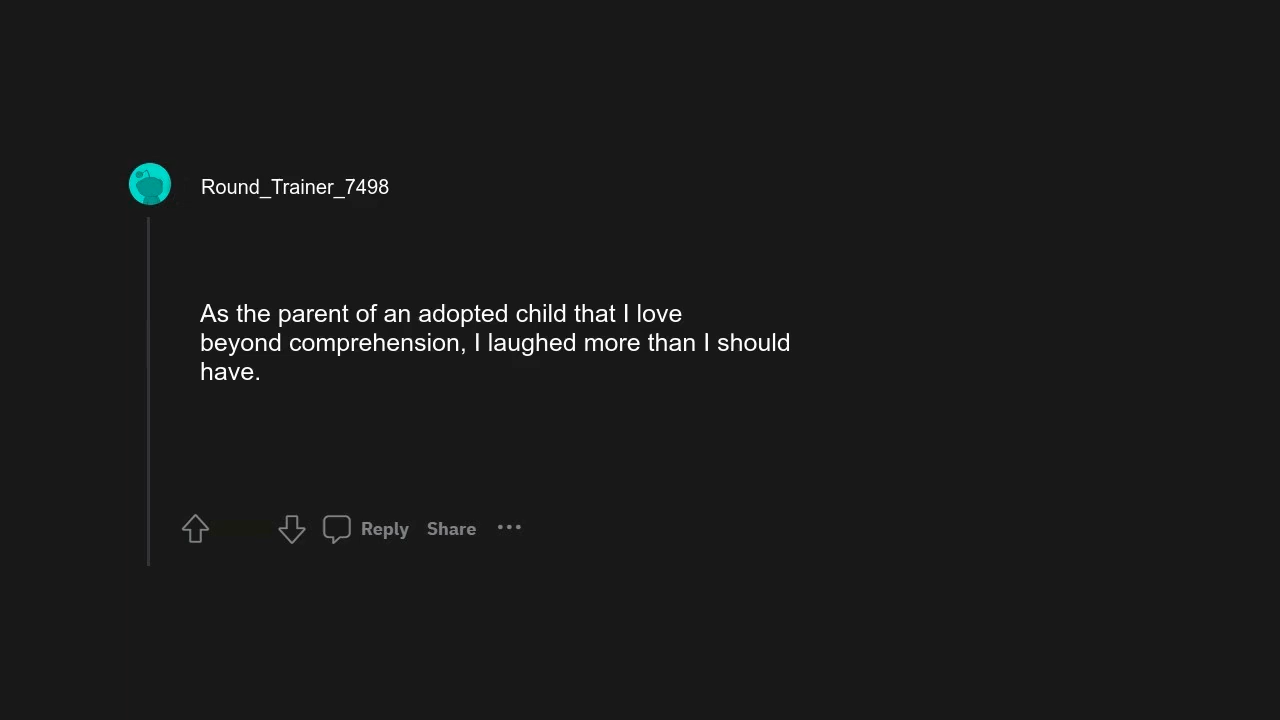 Round_Trainer_7498
As the parent of an adopted child that I love
beyond comprehension, I laughed more than I should
have.
Reply Share